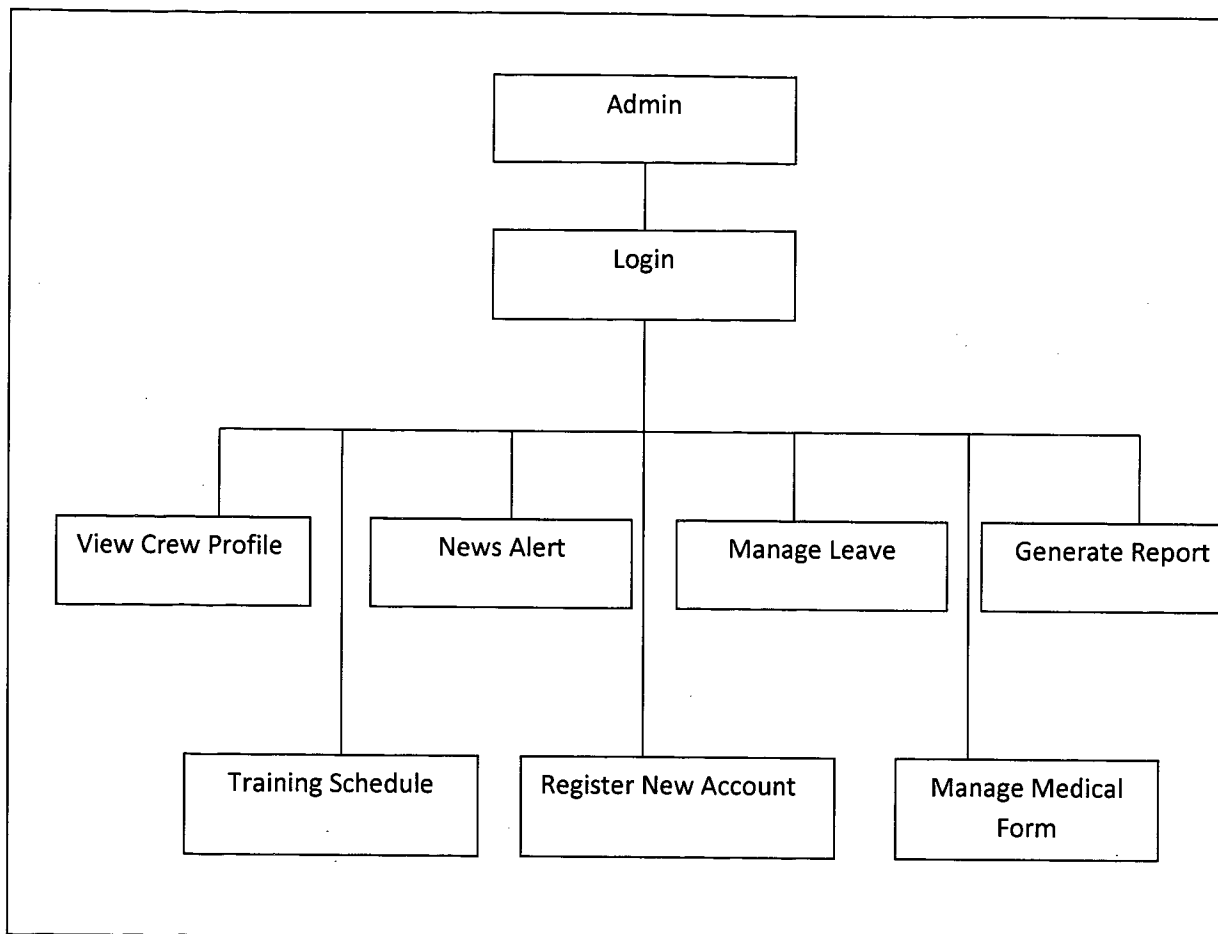 Admin
Login
View Crew Profile
News Alert
Manage Leave
Generate Report
Training Schedule
Register New Account
Manage Medical
Form